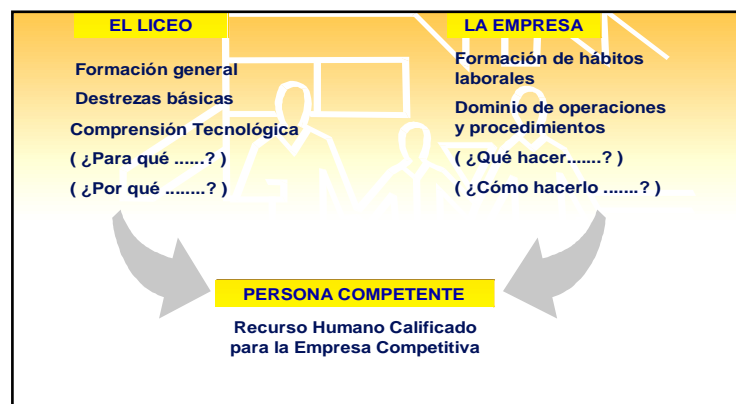 EL LICEO
Formación general
Destrezas básicas
Comprensión Tecnológica
( ¿Para qué ......? )
( ¿Por qué ........? )
LA EMPRESA
Formación de hábitos
laborales
Dominio de operaciones
y procedimientos
( ¿Qué hacer.......? )
( ¿Cómo hacerlo .......? )
PERSONA COMPETENTE
Recurso Humano Calificado
para la Empresa Competitiva